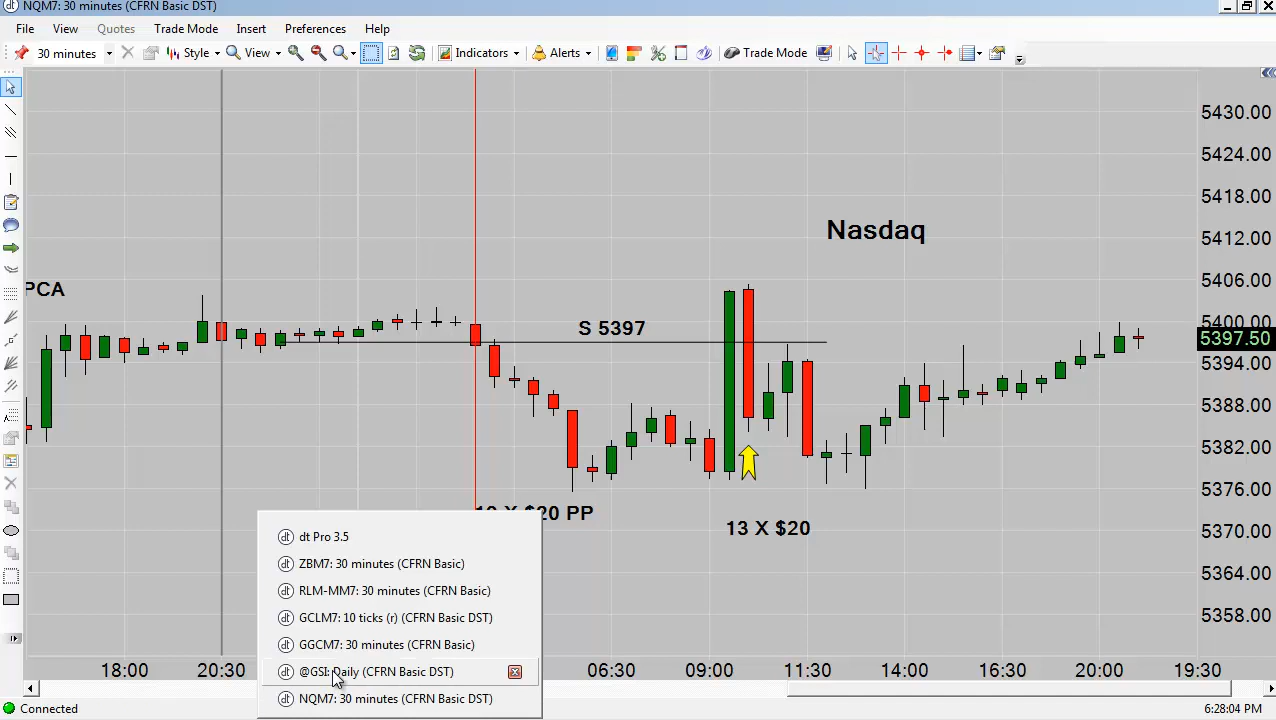 NQM7: 30 minutes (CFRN Basic DST)
File View Quotes Trade Mode Insert Preferences Help
30 minutes Style View Indicators Alerts Trade Mode
5430.00
5424.00
5418.00
Nasdaq
5412.00
PCA
5406.00
S 5397
5400.00
5397.50
5394.00
5388.00
5382.00
5376.00
$20 PP
13 X $20
5370.00
dt Pro 3.5
ZBM7: 30 minutes (CFRN Basic)
5364.00
RLM-MM7: 30 minutes (CFRN Basic)
GCLM7: 10 ticks (r) (CFRN Basic DST)
5358.00
GGCM7: 30 minutes (CFRN Basic)
@GSI: Daily (CFRN Basic DST)
18:00 20:30 06:30 09:00 11:30 14:00 16:30 20:00 19:30
NQM7: 30 minutes (CFRN Basic DST)
Connected 6:28:04 PM